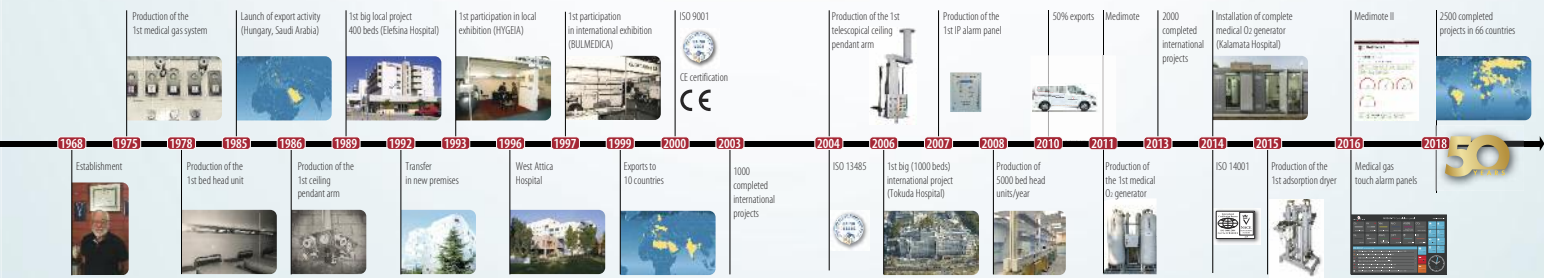 Production of the
1st medical gas system
Launch of export activity
(Hungary, Saudi Arabia)
1st big local project
400 beds (Elefsina Hospital)
1st participation in local
exhibition (HYGEIA)
1st participation
in international exhibition
(BULMEDICA)
ISO 9001
CE certification
CE
Production of the 1st
telescopical ceiling
pendant arm
Production of the
1st IP alarm panel
50% exports
Medimote
2000
completed
international
projects
Installation of complete
medical O₂ generator
(Kalamata Hospital)
Medimote II
2500 completed
projects in 66 countries
1968 1975 1978 1985 1986 1989 1992 1993 1996 1997 1999 2000 2003 2004 2006 2007 2008 2010 2011 2013 2014 2015 2016 2018
50
YEARS
Establishment
Production of the
1st bed head unit
Production of the
1st ceiling
pendant arm
Transfer
in new premises
West Attica
Hospital
Exports to
10 countries
1000
completed
international
projects
ISO 13485
1st big (1000 beds)
international project
(Tokuda Hospital)
Production of
5000 bed head
units/year
Production of
the 1st medical
O₂ generator
ISO 14001
Production of the
1st adsorption dryer
Medical gas
touch alarm panels